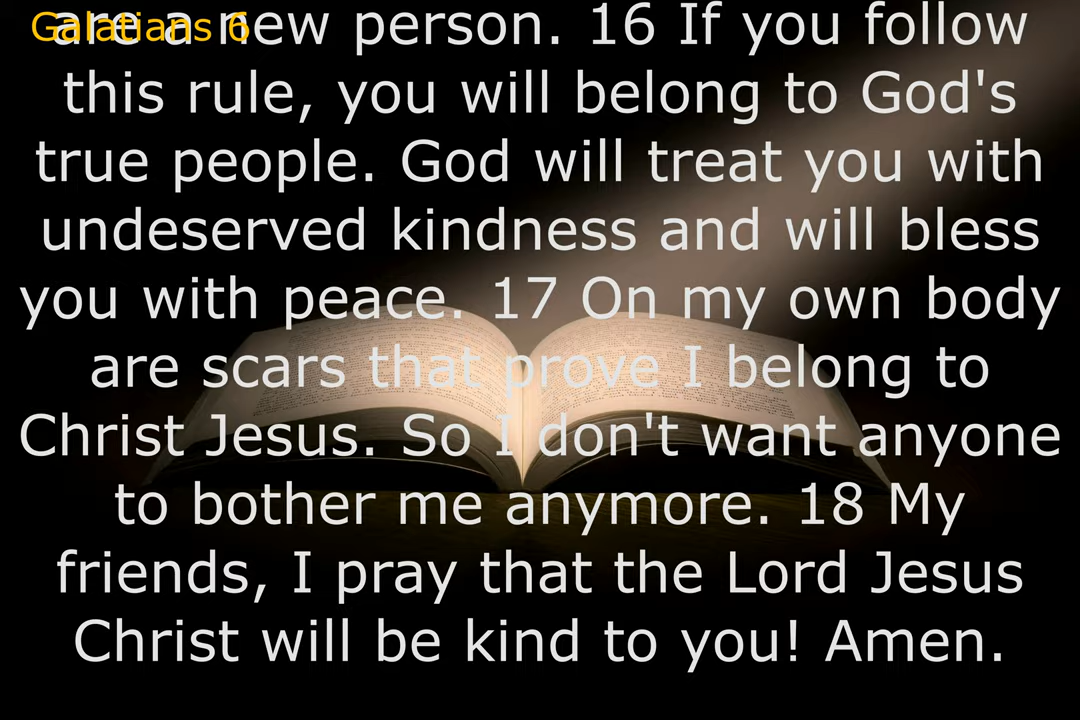 Galatians 6
are a new person. 16 If you follow
this rule, you will belong to God's
true people. God will treat you with
undeserved kindness and will bless
you with peace. 17 On my own body
are scars that prove I belong to
Christ Jesus. So I don't want anyone
to bother me anymore. 18 My
friends, I pray that the Lord Jesus
Christ will be kind to you! Amen.